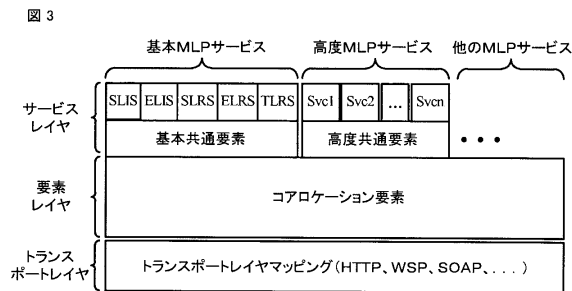 図3
基本MLPサービス 高度MLPサービス 他のMLPサービス
サービスレイヤ
SLIS ELIS SLRS ELRS TLRS Svc1 Svc2 ... Svcn
基本共通要素 高度共通要素 ・・・
要素レイヤ
コアロケーション要素
トランスポートレイヤ
トランスポートレイヤマッピング(HTTP、WSP、SOAP、...)